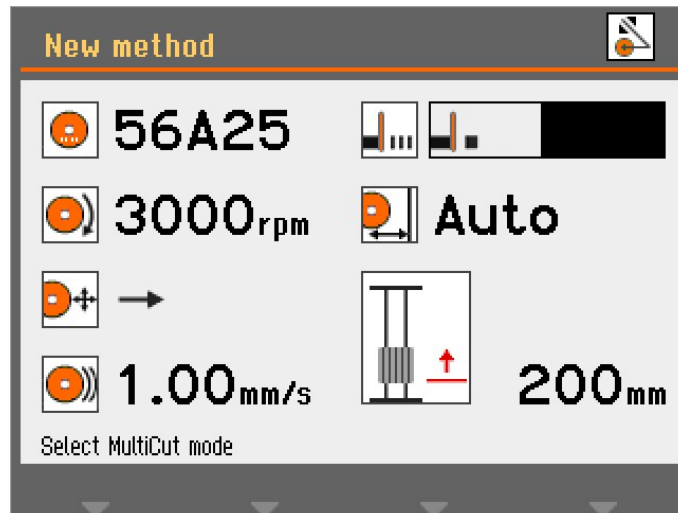 New method
56A25
3000rpm
Auto
1.00mm/s
200mm
Select MultiCut mode